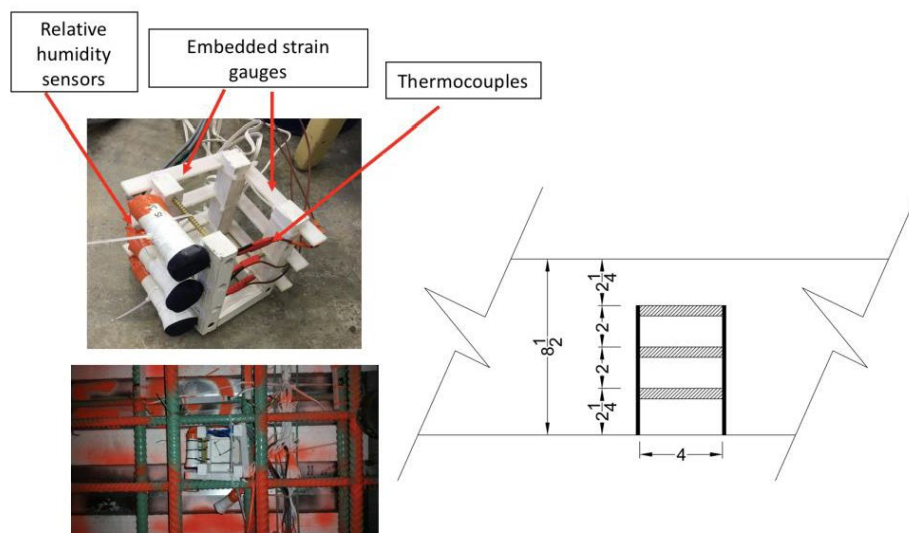 Relative
humidity
sensors
Embedded strain
gauges
Thermocouples
8 1/2
2 1/4
2
2
2 1/4
4